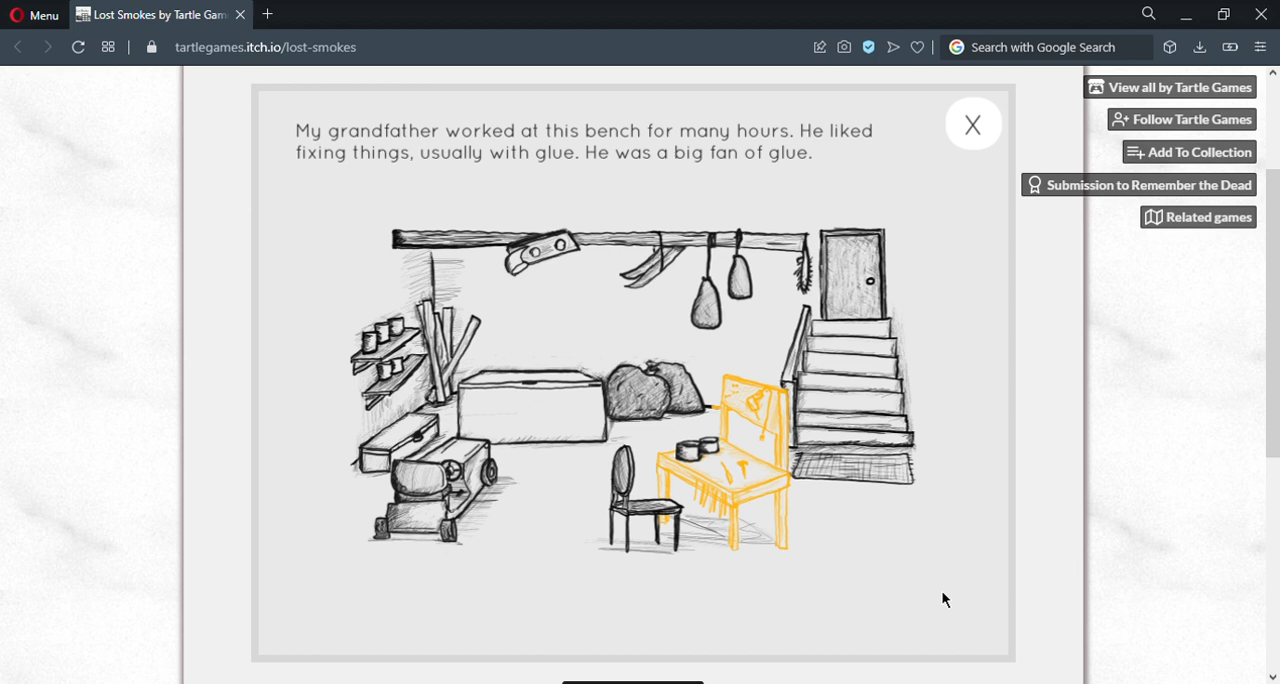 Menu
Lost Smokes by Tartle Gam
tartlegames.itch.io/lost-smokes
Search with Google Search
View all by Tartle Games
Follow Tartle Games
Add To Collection
Submission to Remember the Dead
Related games
My grandfather worked at this bench for many hours. He liked
fixing things, usually with glue. He was a big fan of glue.
X